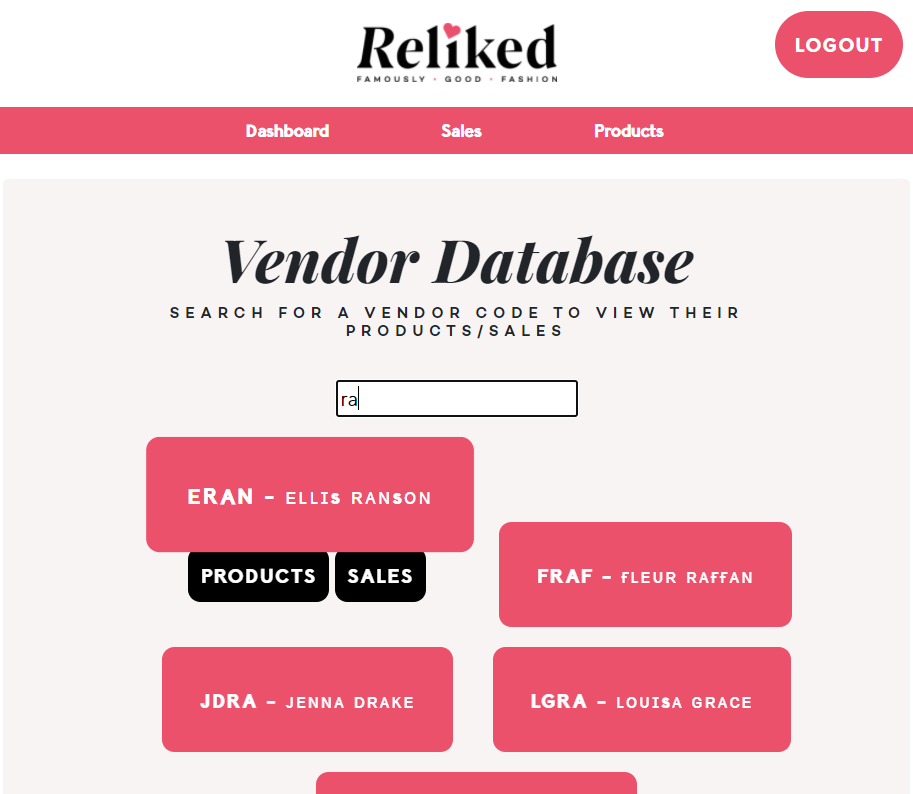 Reliked
FAMOUSLY • GOOD • FASHION
LOGOUT
Dashboard Sales Products
Vendor Database
SEARCH FOR A VENDOR CODE TO VIEW THEIR
PRODUCTS/SALES
ra
ERAN - ELLIS RANSON
PRODUCTS SALES
FRAF - FLEUR RAFFAN
JDRA - JENNA DRAKE
LGRA - LOUISA GRACE